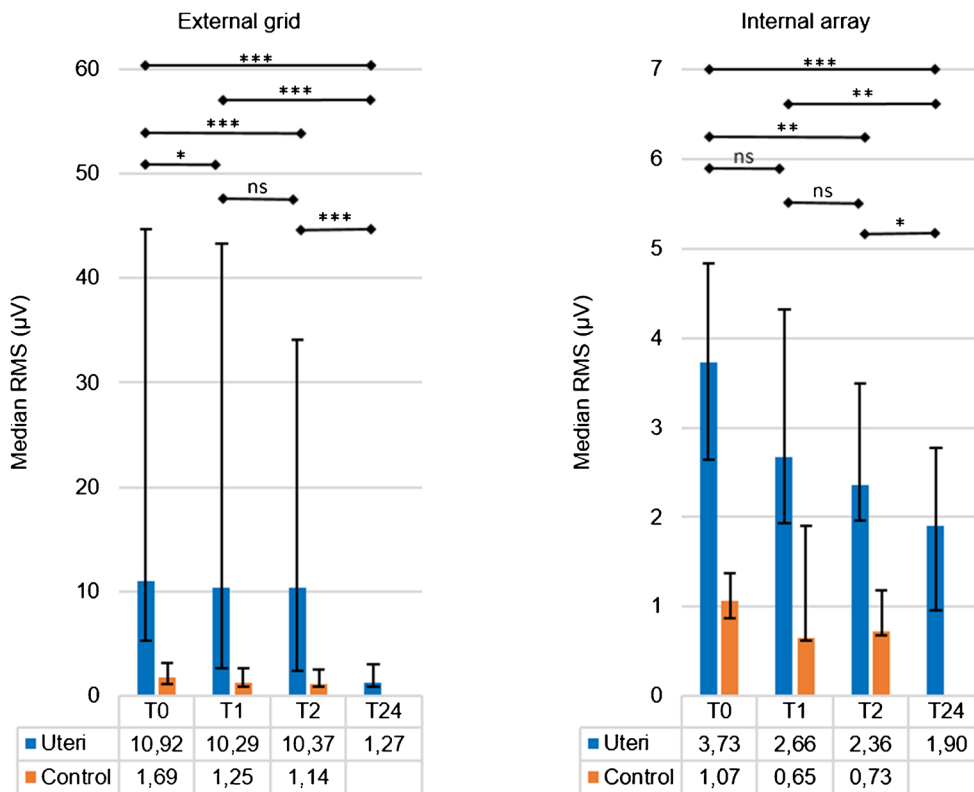 External grid
Median RMS (µV)
60
50
40
30
20
10
0
***
***
***
*
ns
***
T0 T1 T2 T24
Uteri 10,92 10,29 10,37 1,27
Control 1,69 1,25 1,14
Internal array
Median RMS (µV)
7
6
5
4
3
2
1
0
***
**
**
ns
ns
*
T0 T1 T2 T24
Uteri 3,73 2,66 2,36 1,90
Control 1,07 0,65 0,73